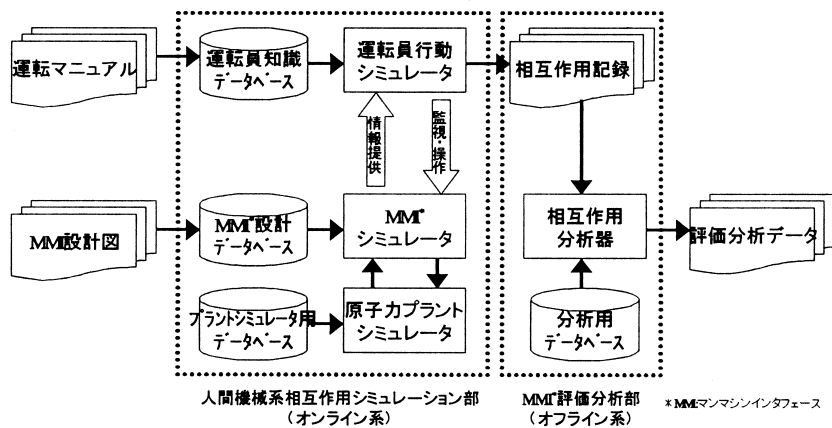 運転マニュアル
運転員知識
データベース
運転員行動
シミュレータ
相互作用記録
情報提供
監視・操作
MMI設計図
MMI*設計
データベース
MMI*
シミュレータ
相互作用
分析器
評価分析データ
プラントシミュレータ用
データベース
原子力プラント
シミュレータ
分析用
データベース
人間機械系相互作用シミュレーション部
(オンライン系)
MMI*評価分析部
(オフライン系)
*MMI:マンマシンインタフェース